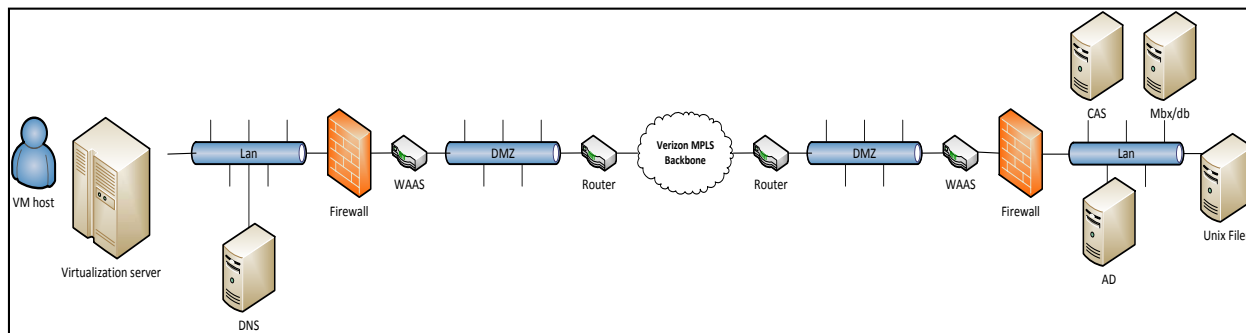 CAS
Mbx/db
VM host
Virtualization server
Lan
DNS
Firewall
WAAS
DMZ
Router
Verizon MPLS
Backbone
Router
DMZ
WAAS
Firewall
Lan
AD
Unix Files